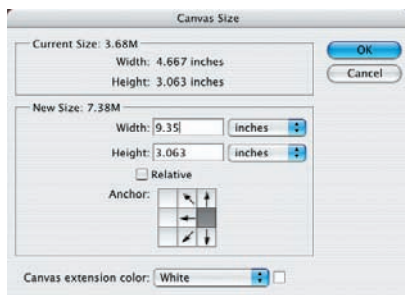 Canvas Size
Current Size: 3.68M
Width: 4.667 inches
Height: 3.063 inches
OK
Cancel
New Size: 7.38M
Width: 9.35 inches
Height: 3.063 inches
Relative
Anchor:
Canvas extension color: White